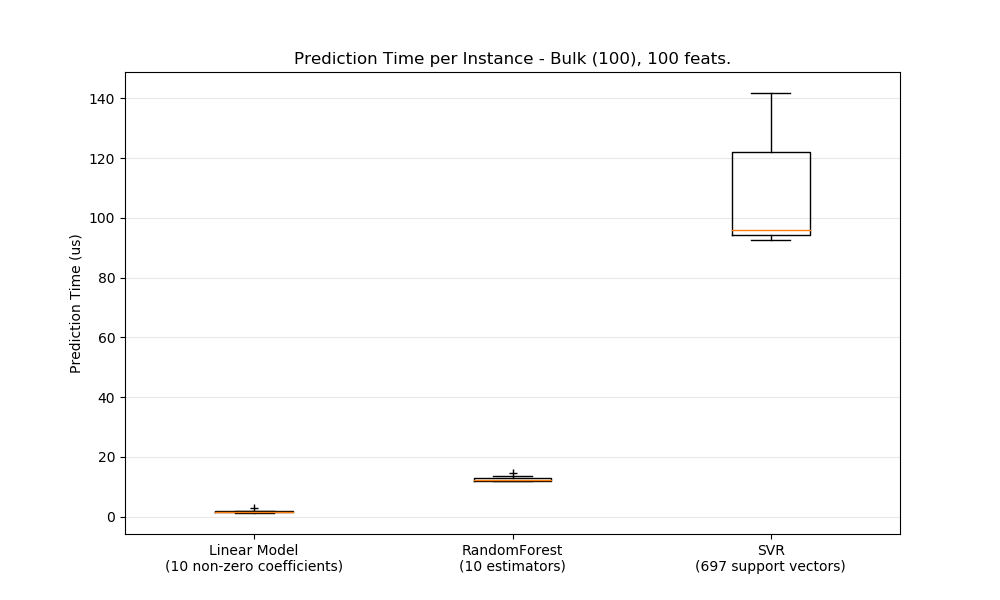 Prediction Time per Instance - Bulk (100), 100 feats.
Prediction Time (us)
140
120
100
80
60
40
20
0
Linear Model
(10 non-zero coefficients)
RandomForest
(10 estimators)
SVR
(697 support vectors)